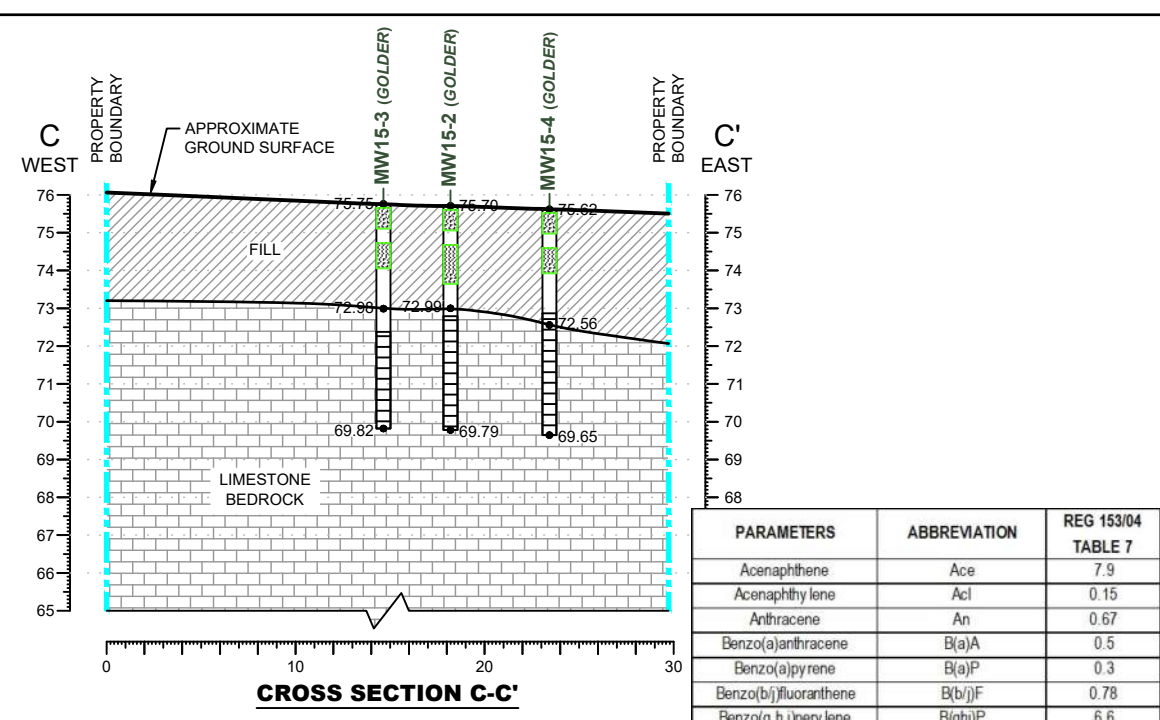 MW15-3 (GOLDER)
MW15-2 (GOLDER)
MW15-4 (GOLDER)
PROPERTY
BOUNDARY
PROPERTY
BOUNDARY
C
WEST
C'
EAST
APPROXIMATE
GROUND SURFACE
76
75
74
73
72
71
70
69
68
67
66
65
76
75
74
73
72
71
70
69
68
75.75
75.70
75.62
FILL
72.98
72.99
72.56
69.82
69.79
69.65
LIMESTONE
BEDROCK
0
10
20
30
CROSS SECTION C-C'
PARAMETERS ABBREVIATION REG 153/04
TABLE 7
Acenaphthene Ace 7.9
Acenaphthylene Acl 0.15
Anthracene An 0.67
Benzo(a)anthracene B(a)A 0.5
Benzo(a)pyrene B(a)P 0.3
Benzo(b/j)fluoranthene B(b/j)F 0.78
Benzo(g,h,i)perylene B(ghi)P 6.6